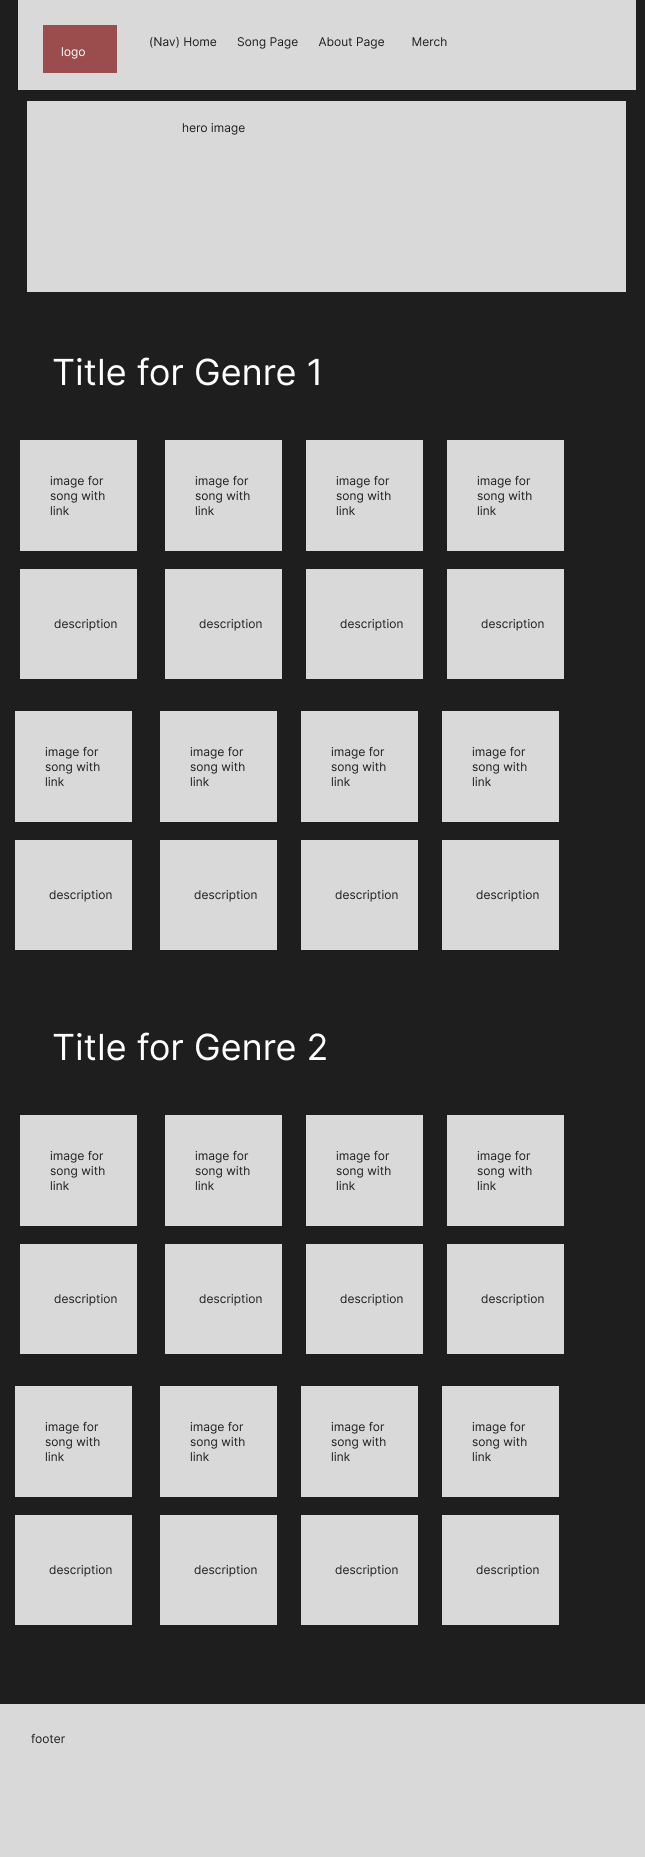 logo
(Nav) Home Song Page About Page Merch
hero image
Title for Genre 1
image for image for image for image for
song with song with song with song with
link link link link
description description description description
image for image for image for image for
song with song with song with song with
link link link link
description description description description
Title for Genre 2
image for image for image for image for
song with song with song with song with
link link link link
description description description description
image for image for image for image for
song with song with song with song with
link link link link
description description description description
footer